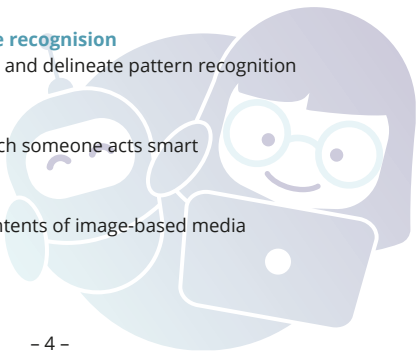 e recognision
and delineate pattern recognition
ch someone acts smart
ntents of image-based media
– 4 –